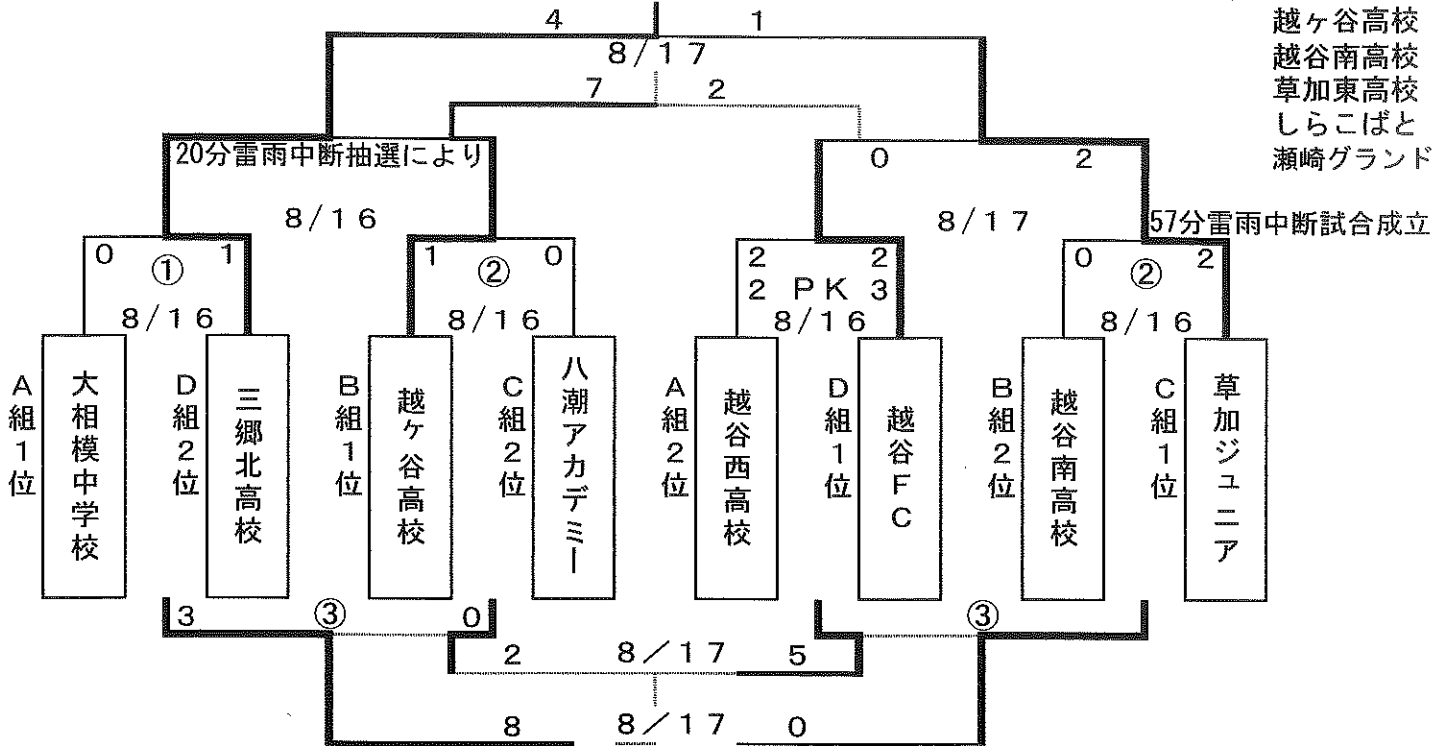 4 1
8/17
7 2
越ヶ谷高校
越谷南高校
草加東高校
しらこばと
瀬崎グランド
20分雷雨中断抽選により
0 2
8/16
8/17
57分雷雨中断試合成立
0 ① 1
8/16
1 ② 0
8/16
2 2
2 PK 3
8/16
0 ② 2
8/16
A組1位
大相模中学校
D組2位
三郷北高校
B組1位
越ヶ谷高校
C組2位
八潮アカデミー
A組2位
越谷西高校
D組1位
越谷FC
B組2位
越谷南高校
C組1位
草加ジュニア
3 ③ 0
③
2 8/17 5
8 8/17 0